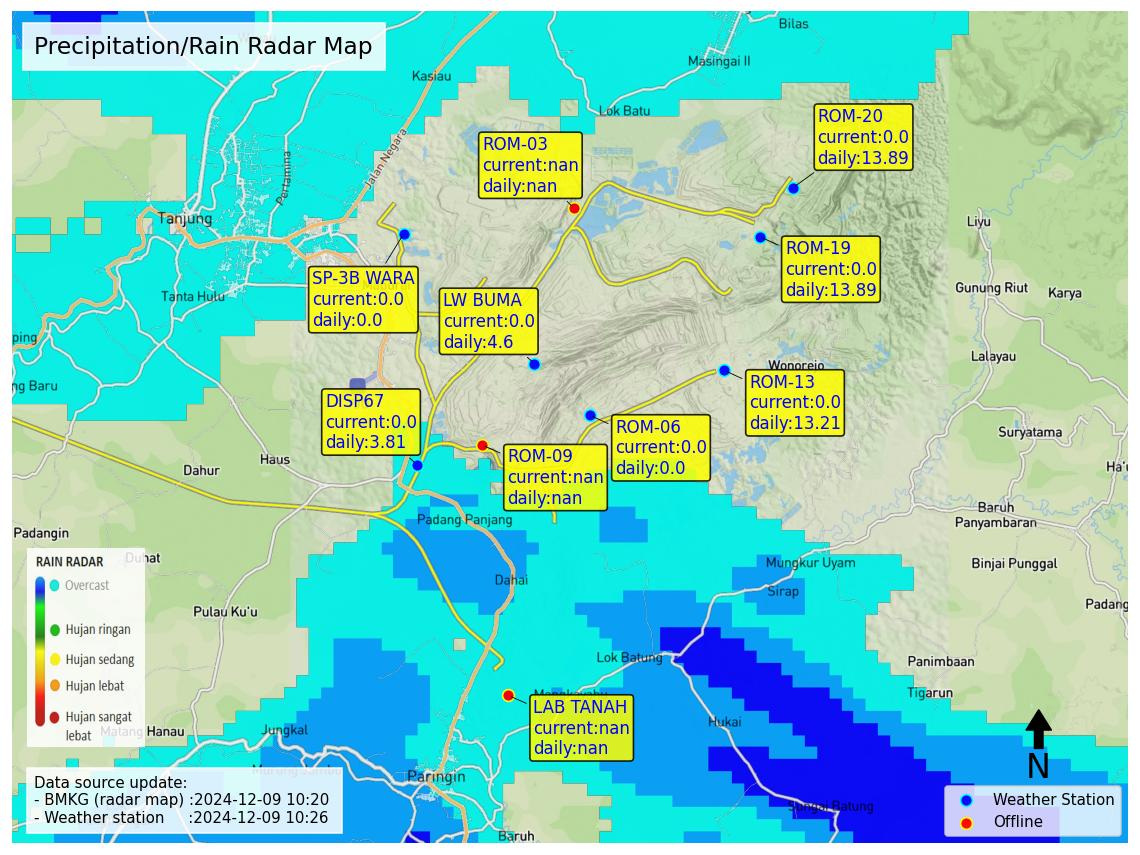 Precipitation/Rain Radar Map
Bilas
Masingai II
Kasiau
Lok Batu
Jalan Negara
Pertamina
Tanjung
Tanta Hulu
ROM-20
current:0.0
daily:13.89
ROM-03
current:nan
daily:nan
ROM-19
current:0.0
daily:13.89
SP-3B WARA
current:0.0
daily:0.0
LW BUMA
current:0.0
daily:4.6
Liyu
Gunung Riut
Karya
Lalayau
Wonorejo
ROM-13
current:0.0
daily:13.21
ping
ng Baru
DISP67
current:0.0
daily:3.81
ROM-06
current:0.0
daily:0.0
ROM-09
current:nan
daily:nan
Suryatama
Ha'u
Haus
Dahur
Padang Panjang
Baruh
Panyambaran
Padangin
Duhat
Dahai
Mungkur Uyam
Sirap
Binjai Punggal
Padang
Pulau Ku'u
RAIN RADAR
Overcast
Hujan ringan
Hujan sedang
Hujan lebat
Hujan sangat
lebat
Lok Batung
Panimbaan
Tigarun
LAB TANAH
current:nan
daily:nan
Hukai
Matang Hanau
Jungkal
Paringin
Sungai Batung
Baruh
N
Data source update:
- BMKG (radar map) :2024-12-09 10:20
- Weather station :2024-12-09 10:26
Weather Station
Offline